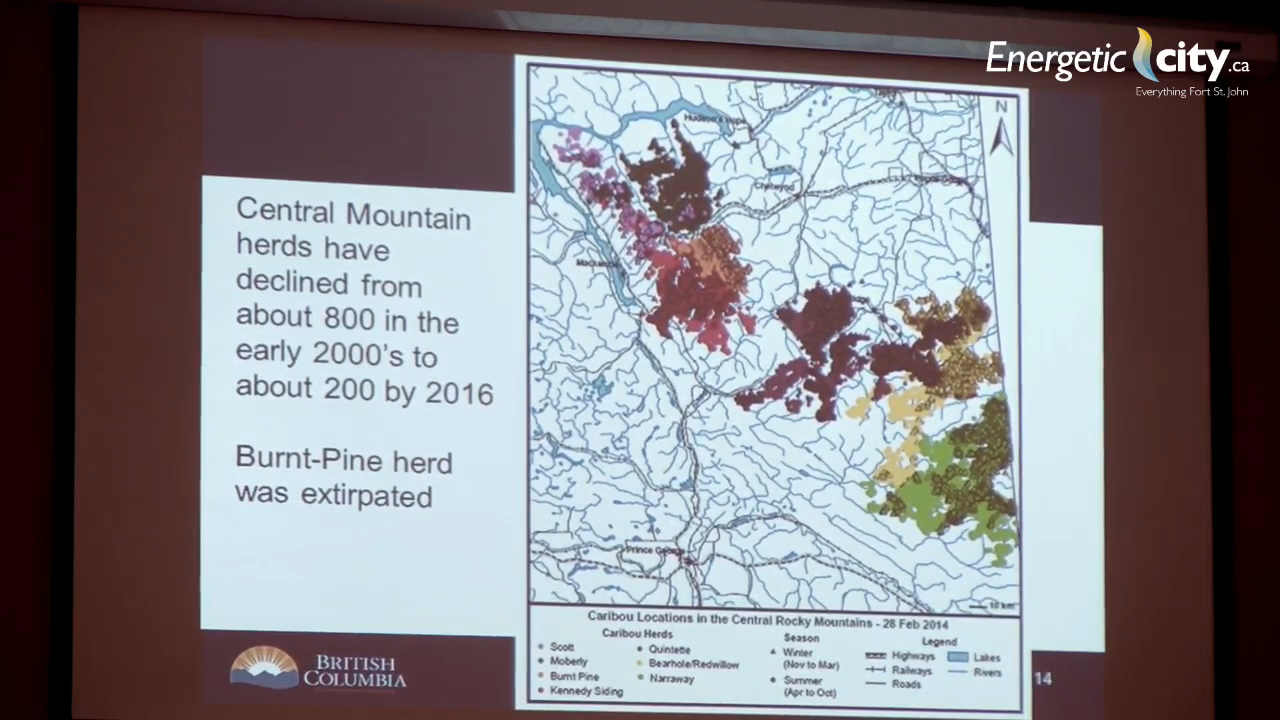 Energetic city.ca
Everything Fort St. John
Central Mountain
herds have
declined from
about 800 in the
early 2000's to
about 200 by 2016
Burnt-Pine herd
was extirpated
BRITISH
COLUMBIA
N
Hudson's Hope
Chetwynd
Mackenzie
Prince George
10 km
Caribou Locations in the Central Rocky Mountains - 28 Feb 2014
Caribou Herds
Scott
Moberly
Burnt Pine
Kennedy Siding
Quintette
Bearhole/Redwillow
Narraway
Season
Winter
(Nov to Mar)
Summer
(Apr to Oct)
Legend
Highways
Railways
Roads
Lakes
Rivers
14